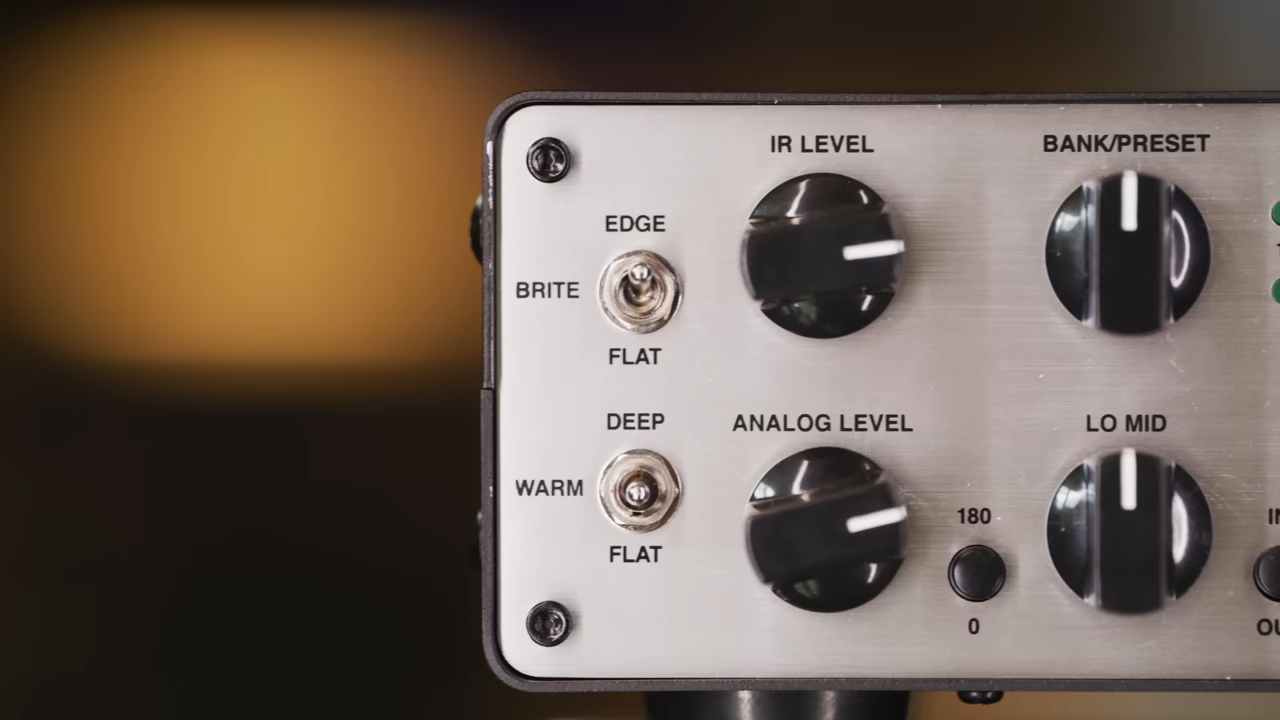 IR LEVEL
BANK/PRESET
EDGE
BRITE
FLAT
DEEP
ANALOG LEVEL
LO MID
WARM
180
FLAT
0